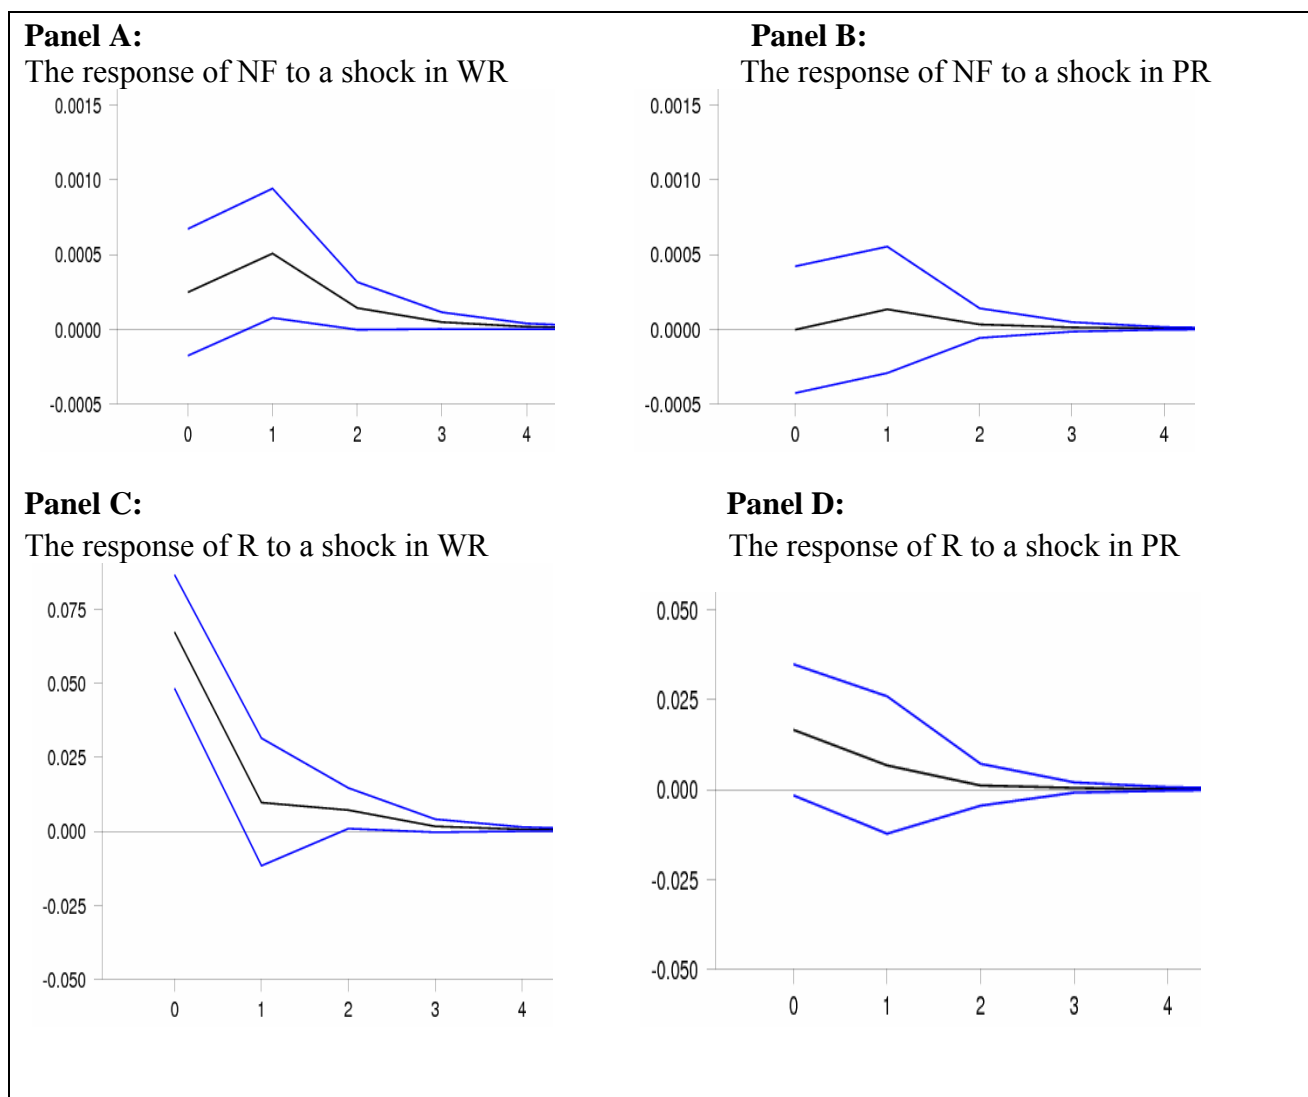 Panel A:
The response of NF to a shock in WR
0.0015
0.0010
0.0005
0.0000
-0.0005
0 1 2 3 4
Panel B:
The response of NF to a shock in PR
0.0015
0.0010
0.0005
0.0000
-0.0005
0 1 2 3 4
Panel C:
The response of R to a shock in WR
0.075
0.050
0.025
0.000
-0.025
-0.050
0 1 2 3 4
Panel D:
The response of R to a shock in PR
0.050
0.025
0.000
-0.025
-0.050
0 1 2 3 4